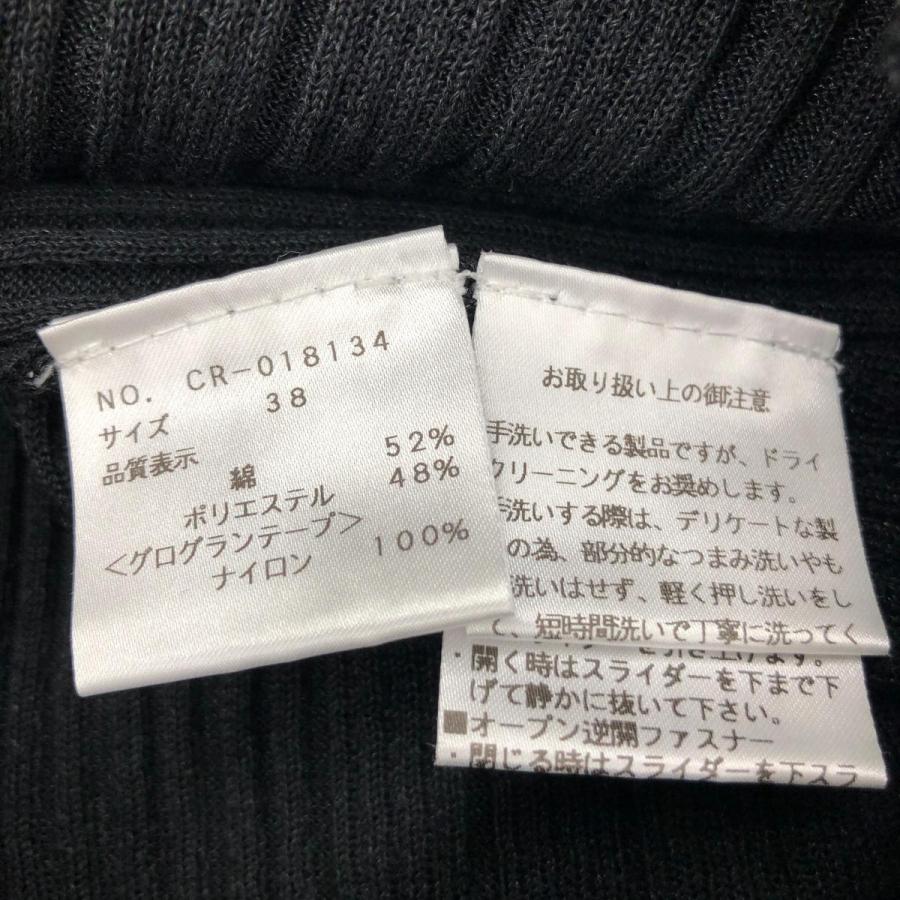 NO. CR-018134
サイズ 38
品質表示
綿 52%
ポリエステル 48%
<グログランテープ>
ナイロン 100%
お取り扱い上の御注意
手洗いできる製品ですが、ドライ
クリーニングをお奨めします。
手洗いする際は、デリケートな製
の為、部分的なつまみ洗いやも
洗いはせず、軽く押し洗いをし
て、短時間洗いで丁寧に洗ってく
を引き上げます。
・開く時はスライダーを下まで下
げて静かに抜いて下さい。
■オープン逆開ファスナー
・閉じる時はスライダーを下スラ